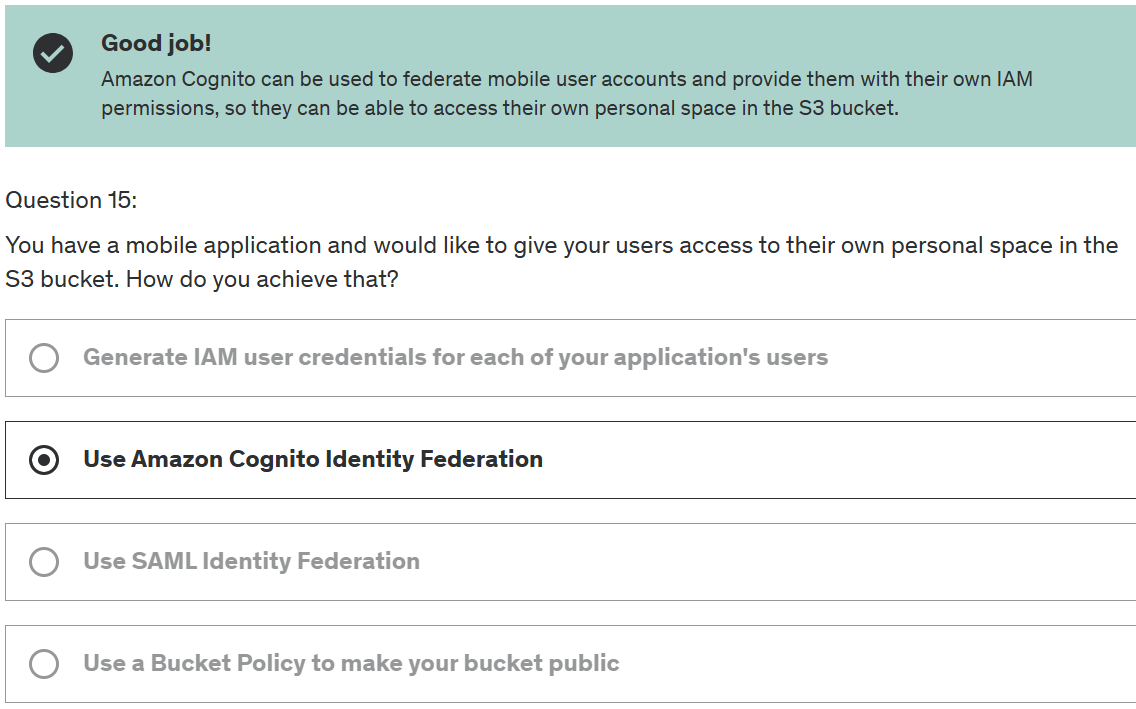 Good job!
Amazon Cognito can be used to federate mobile user accounts and provide them with their own IAM
permissions, so they can be able to access their own personal space in the S3 bucket.
Question 15:
You have a mobile application and would like to give your users access to their own personal space in the
S3 bucket. How do you achieve that?
Generate IAM user credentials for each of your application's users
Use Amazon Cognito Identity Federation
Use SAML Identity Federation
Use a Bucket Policy to make your bucket public